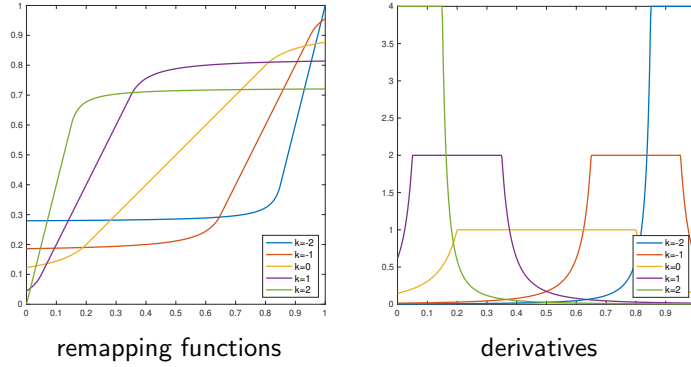 1
0.9
0.8
0.7
0.6
0.5
0.4
0.3
0.2
0.1
0
0 0.1 0.2 0.3 0.4 0.5 0.6 0.7 0.8 0.9 1
k=-2
k=-1
k=0
k=1
k=2
remapping functions
4
3.5
3
2.5
2
1.5
1
0.5
0
0 0.1 0.2 0.3 0.4 0.5 0.6 0.7 0.8 0.9
k=-2
k=-1
k=0
k=1
k=2
derivatives